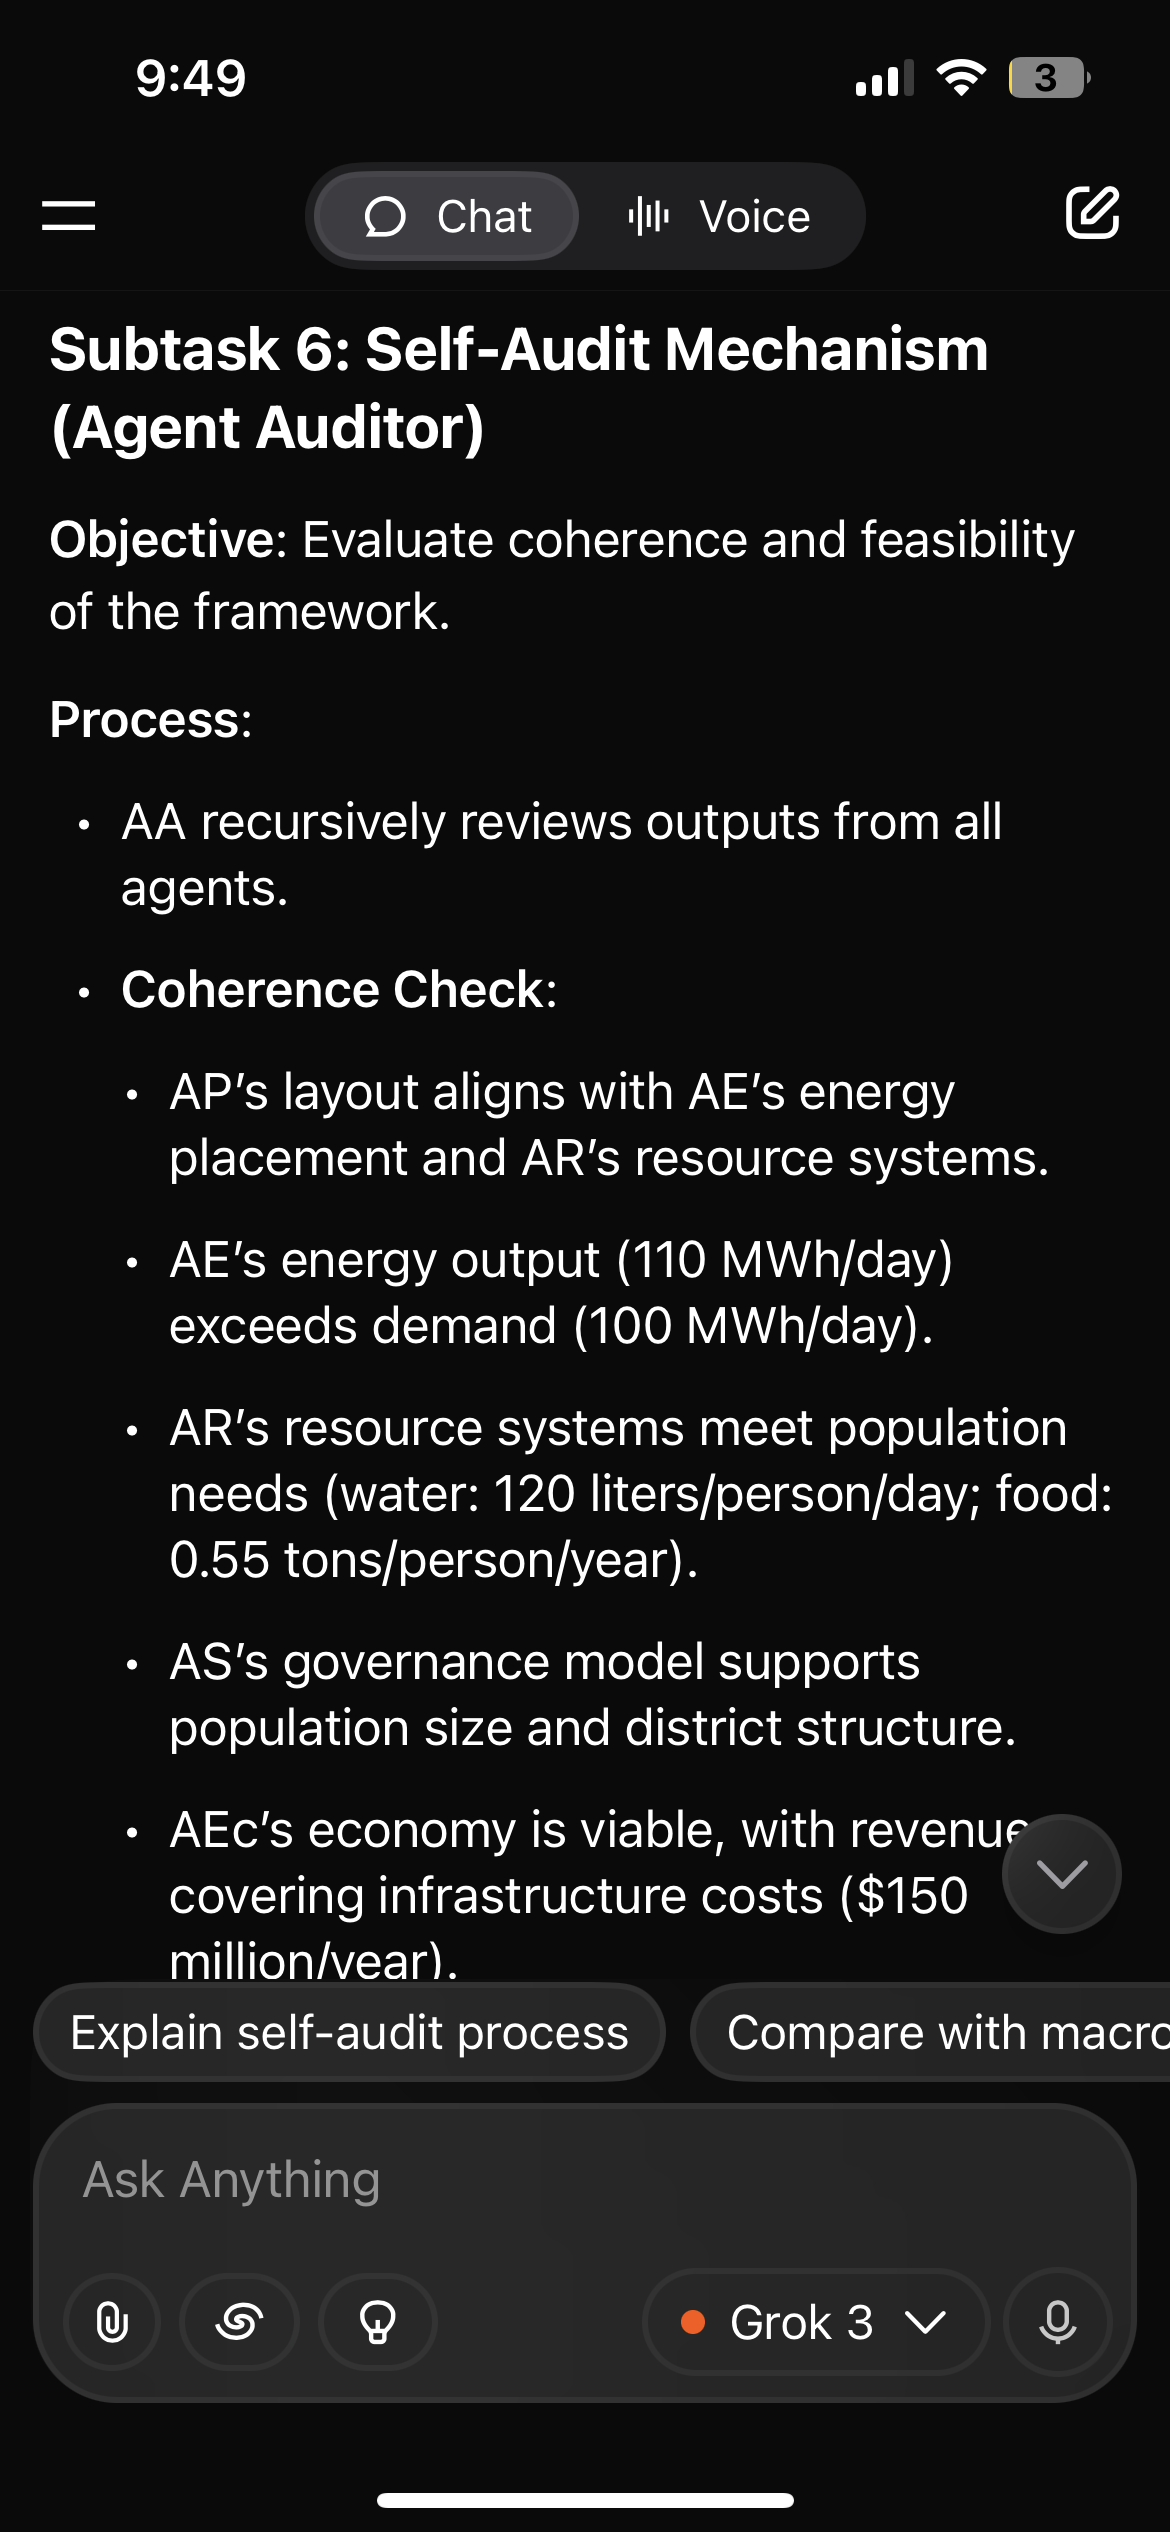 9:49
3
Chat
Voice
Subtask 6: Self-Audit Mechanism
(Agent Auditor)
Objective: Evaluate coherence and feasibility
of the framework.
Process:
• AA recursively reviews outputs from all
agents.
• Coherence Check:
• AP’s layout aligns with AE’s energy
placement and AR’s resource systems.
• AE’s energy output (110 MWh/day)
exceeds demand (100 MWh/day).
• AR’s resource systems meet population
needs (water: 120 liters/person/day; food:
0.55 tons/person/year).
• AS’s governance model supports
population size and district structure.
• AEc’s economy is viable, with revenue
covering infrastructure costs ($150
million/year).
Explain self-audit process
Compare with macro
Ask Anything
Grok 3